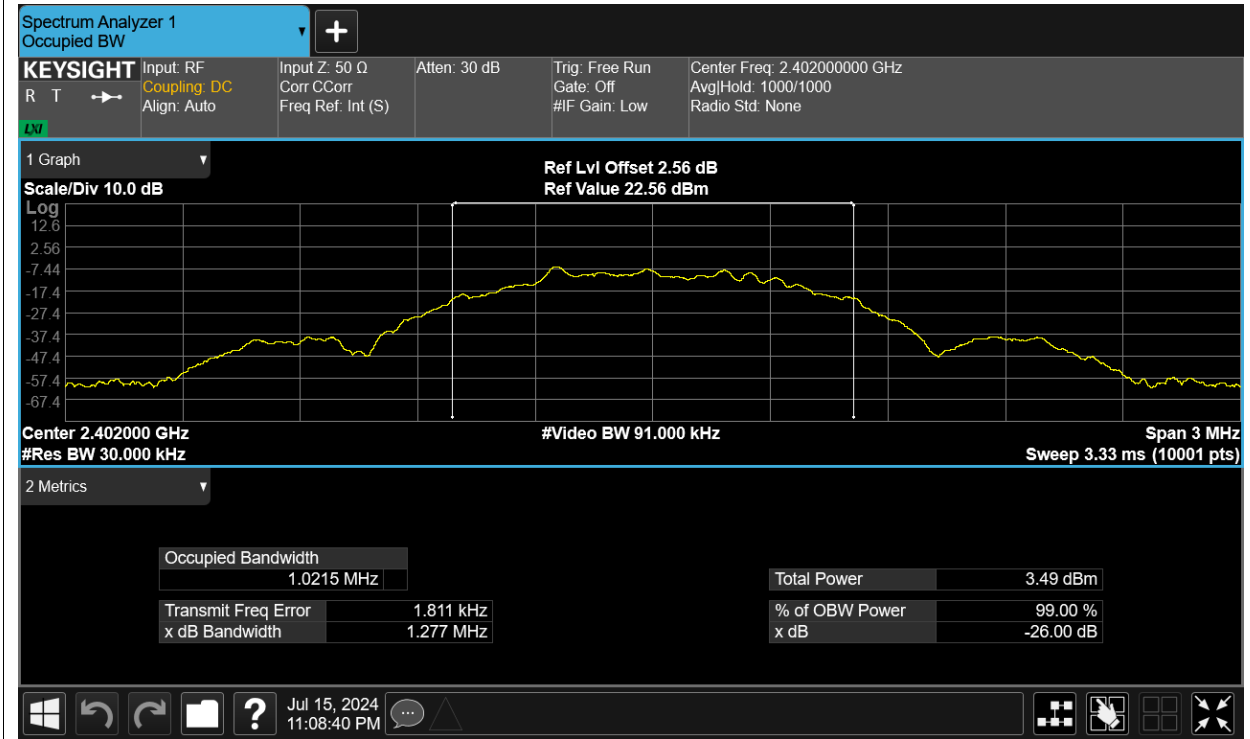 Spectrum Analyzer 1
Occupied BW
KEYSIGHT
R T
LXI
Input: RF
Coupling: DC
Align: Auto
Input Z: 50 Ω
Corr CCorr
Freq Ref: Int (S)
Atten: 30 dB
Trig: Free Run
Gate: Off
#IF Gain: Low
Center Freq: 2.402000000 GHz
Avg|Hold: 1000/1000
Radio Std: None
1 Graph
Scale/Div 10.0 dB
Ref Lvl Offset 2.56 dB
Ref Value 22.56 dBm
Log
12.6
2.56
-7.44
-17.4
-27.4
-37.4
-47.4
-57.4
-67.4
Center 2.402000 GHz
#Res BW 30.000 kHz
#Video BW 91.000 kHz
Span 3 MHz
Sweep 3.33 ms (10001 pts)
2 Metrics
Occupied Bandwidth
1.0215 MHz
Transmit Freq Error 1.811 kHz
x dB Bandwidth 1.277 MHz
Total Power 3.49 dBm
% of OBW Power 99.00 %
x dB -26.00 dB
?
Jul 15, 2024
11:08:40 PM